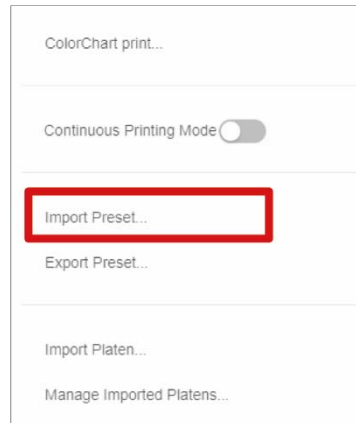 ColorChart print...
Continuous Printing Mode
Import Preset...
Export Preset...
Import Platen...
Manage Imported Platens...